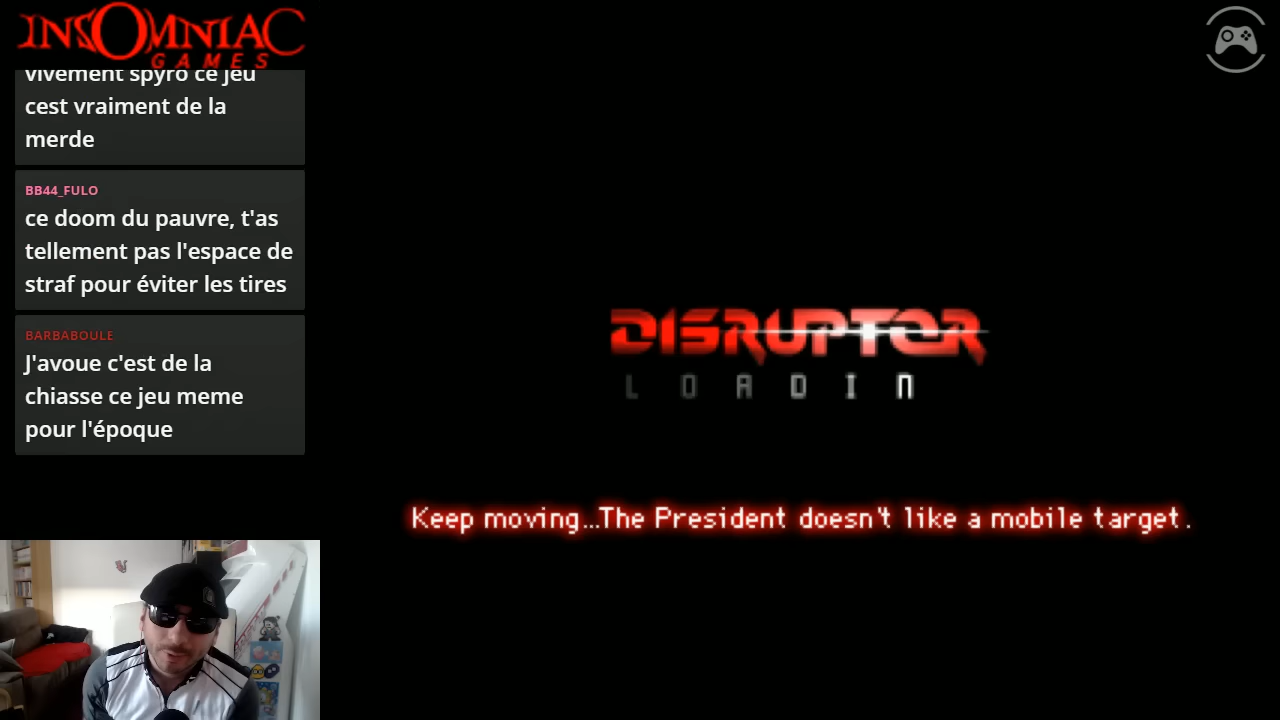 INSOMNIAC
GAMES
vivement spyro ce jeu
cest vraiment de la
merde
BB44_FULO
ce doom du pauvre, t'as
tellement pas l'espace de
straf pour éviter les tires
BARBABOULE
J'avoue c'est de la
chiasse ce jeu meme
pour l'époque
DISRUPTOR
LOADIN
Keep moving...The President doesn't like a mobile target.